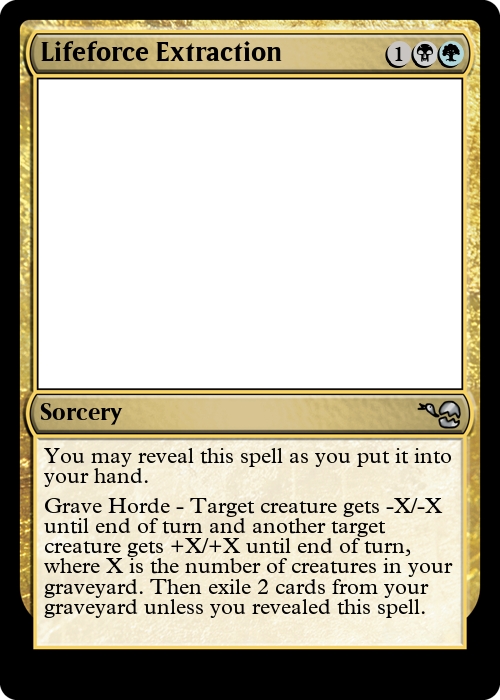 Lifeforce Extraction 1
Sorcery
You may reveal this spell as you put it into
your hand.
Grave Horde - Target creature gets -X/-X
until end of turn and another target
creature gets +X/+X until end of turn,
where X is the number of creatures in your
graveyard. Then exile 2 cards from your
graveyard unless you revealed this spell.